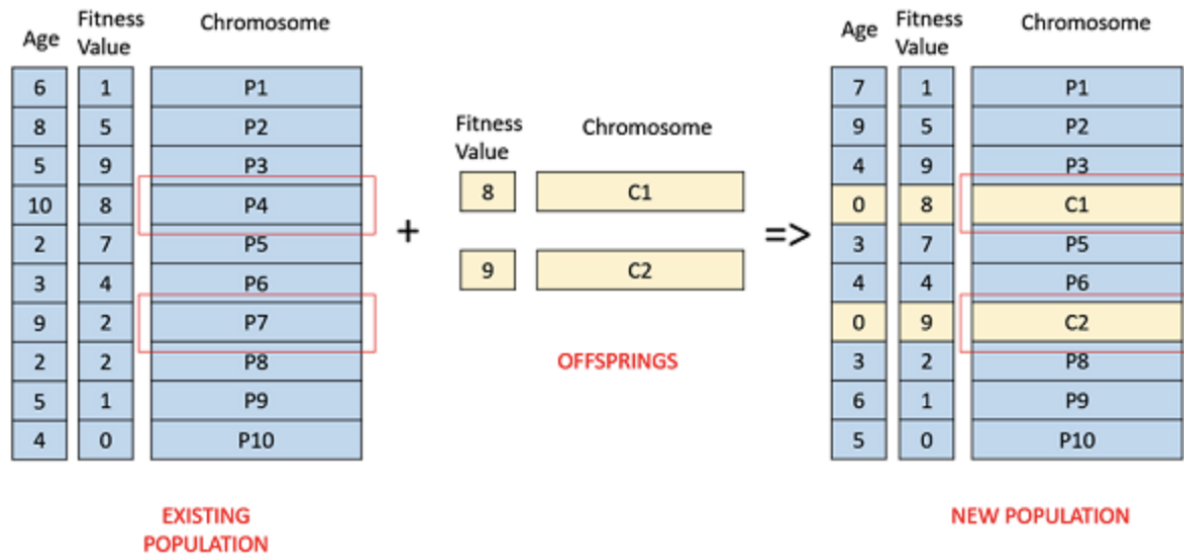 Age Fitness Value Chromosome
6 1 P1
8 5 P2
5 9 P3
10 8 P4
2 7 P5
3 4 P6
9 2 P7
2 2 P8
5 1 P9
4 0 P10
EXISTING
POPULATION
+
Fitness Value Chromosome
8 C1
9 C2
OFFSPRINGS
=>
Age Fitness Value Chromosome
7 1 P1
9 5 P2
4 9 P3
0 8 C1
3 7 P5
4 4 P6
0 9 C2
3 2 P8
6 1 P9
5 0 P10
NEW POPULATION